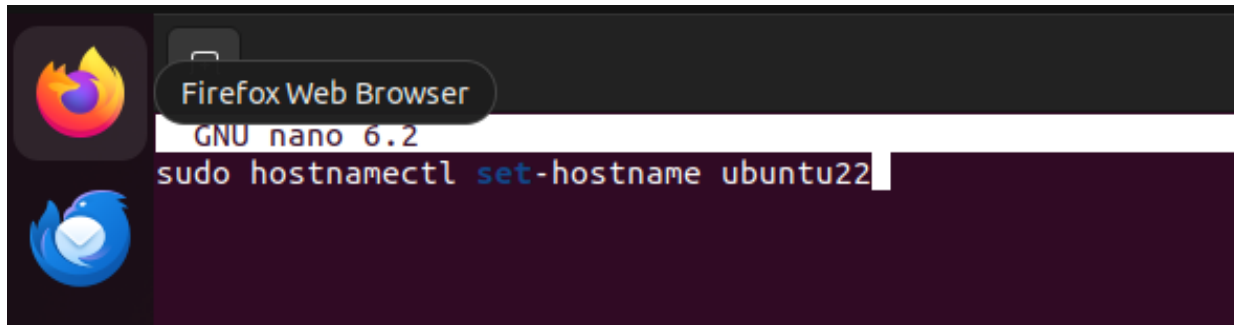 Firefox Web Browser
GNU nano 6.2
sudo hostnamectl set-hostname ubuntu22